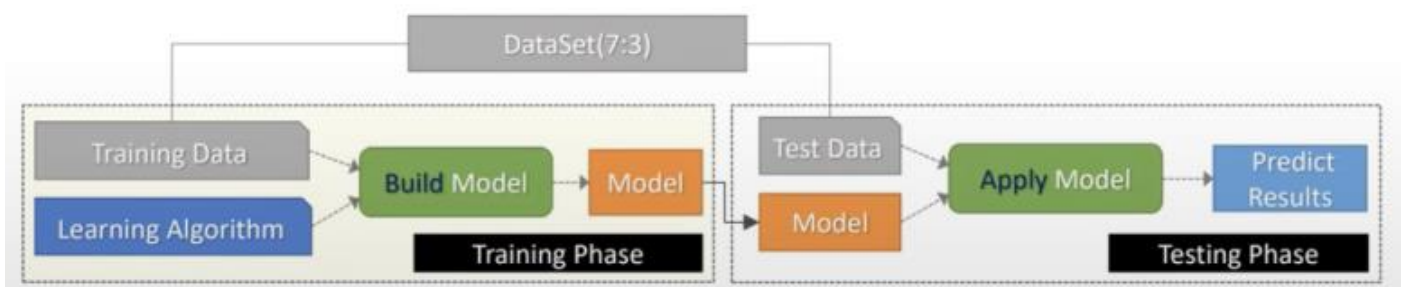 DataSet(7:3)
Training Data
Learning Algorithm
Build Model
Model
Training Phase
Test Data
Model
Apply Model
Predict
Results
Testing Phase